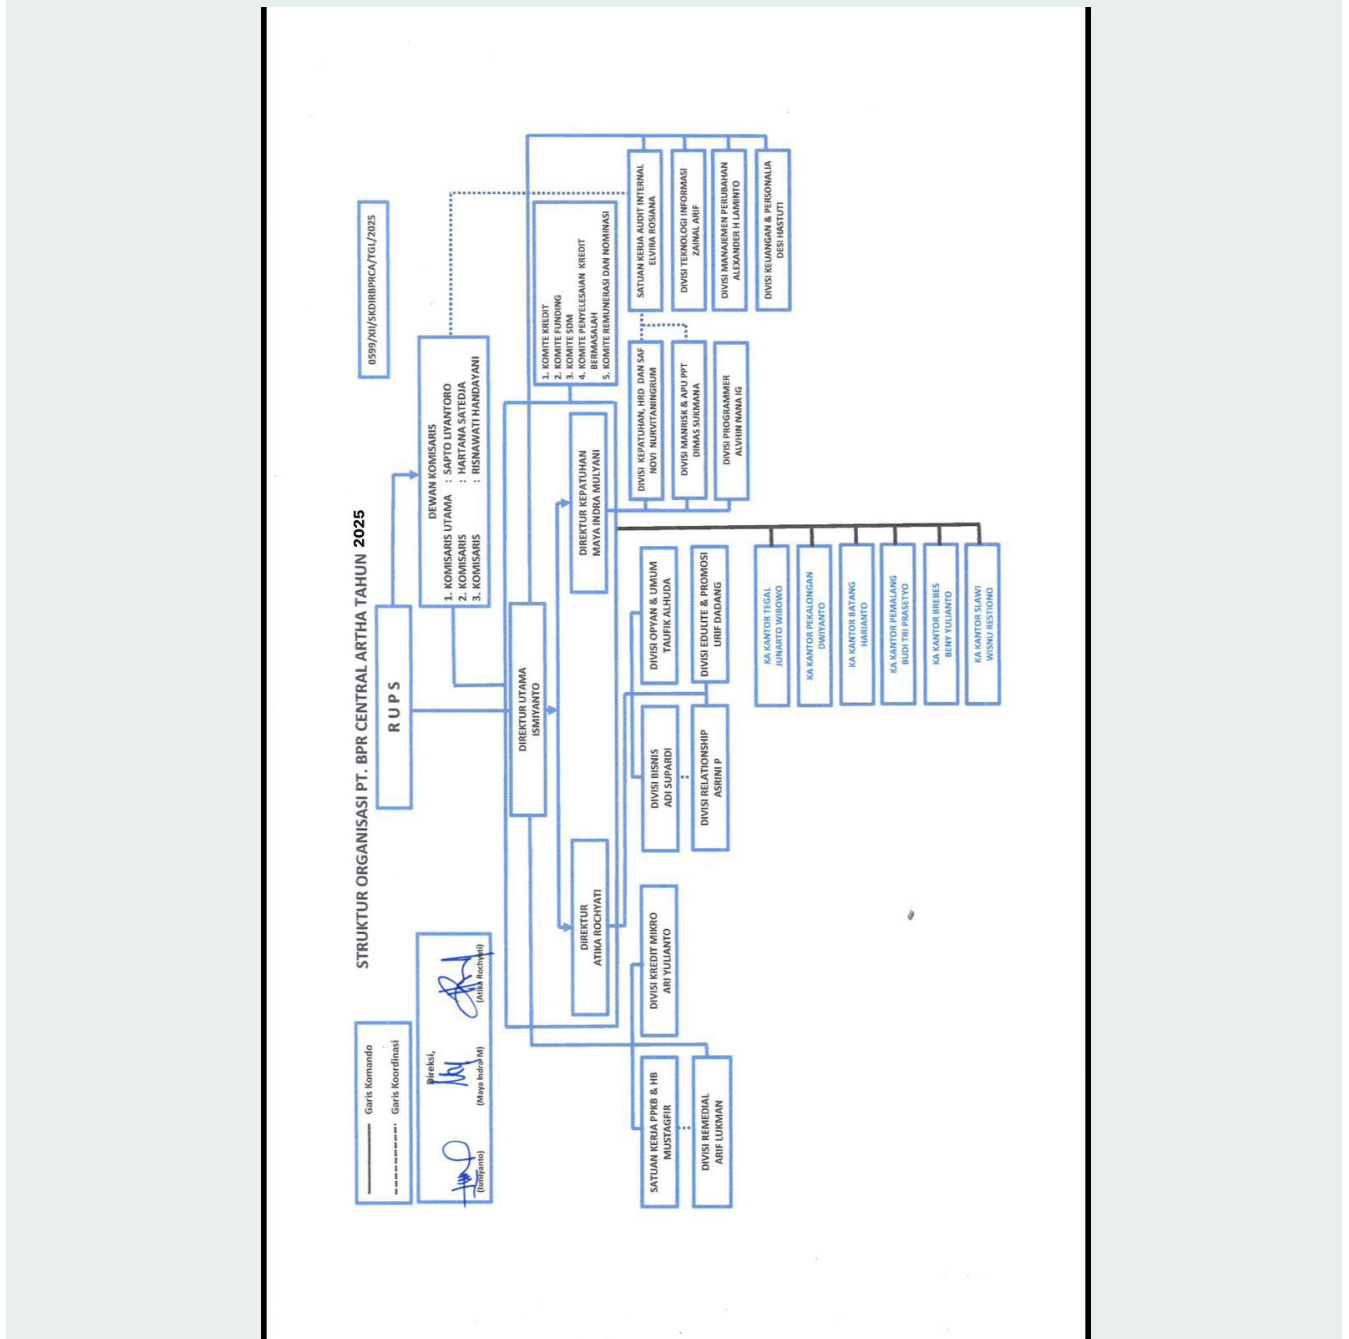 STRUKTUR ORGANISASI PT. BPR CENTRAL ARTHA TAHUN 2025
0599/XII/SKDIRBPRCA/TGL/2025
Garis Komando
Garis Koordinasi
Direksi,
(Ismiyanto)
(Maya Indra M)
(Atika Rochyati)
R U P S
DEWAN KOMISARIS
1. KOMISARIS UTAMA : SAPTO LIYANTORO
2. KOMISARIS : HARTANA SATEDJA
3. KOMISARIS : RISNAWATI HANDAYANI
DIREKTUR UTAMA
ISMIYANTO
1. KOMITE KREDIT
2. KOMITE FUNDING
3. KOMITE SDM
4. KOMITE PENYELESAIAN KREDIT
BERMASALAH
5. KOMITE REMUNERASI DAN NOMINASI
DIREKTUR
ATIKA ROCHYATI
DIREKTUR KEPATUHAN
MAYA INDRA MULYANI
SATUAN KERJA PPKB & HB
MUSTAGFIR
DIVISI KREDIT MIKRO
ARI YULIANTO
DIVISI BISNIS
ADI SUPARDI
DIVISI OPYAN & UMUM
TAUFIK ALHUDA
DIVISI KEPATUHAN, HRD DAN SAF
NOVI NURVITANINGRUM
SATUAN KERJA AUDIT INTERNAL
ELVIRA ROSIANA
DIVISI REMEDIAL
ARIF LUKMAN
DIVISI RELATIONSHIP
ASRINI P
DIVISI EDULITE & PROMOSI
URIF DADANG
DIVISI MANRISK & APU PPT
DIMAS SUKMANA
DIVISI TEKNOLOGI INFORMASI
ZAINAL ARIF
DIVISI PROGRAMMER
ALVHIN NANA IG
DIVISI MANAJEMEN PERUBAHAN
ALEXANDER H LAMINTO
DIVISI KEUANGAN & PERSONALIA
DESI HASTUTI
KA KANTOR TEGAL
JUNARTO WIBOWO
KA KANTOR PEKALONGAN
DWIYANTO
KA KANTOR BATANG
HARIANTO
KA KANTOR PEMALANG
BUDI TRI PRASETYO
KA KANTOR BREBES
BENY YULIANTO
KA KANTOR SLAWI
WISNU RESTIONO